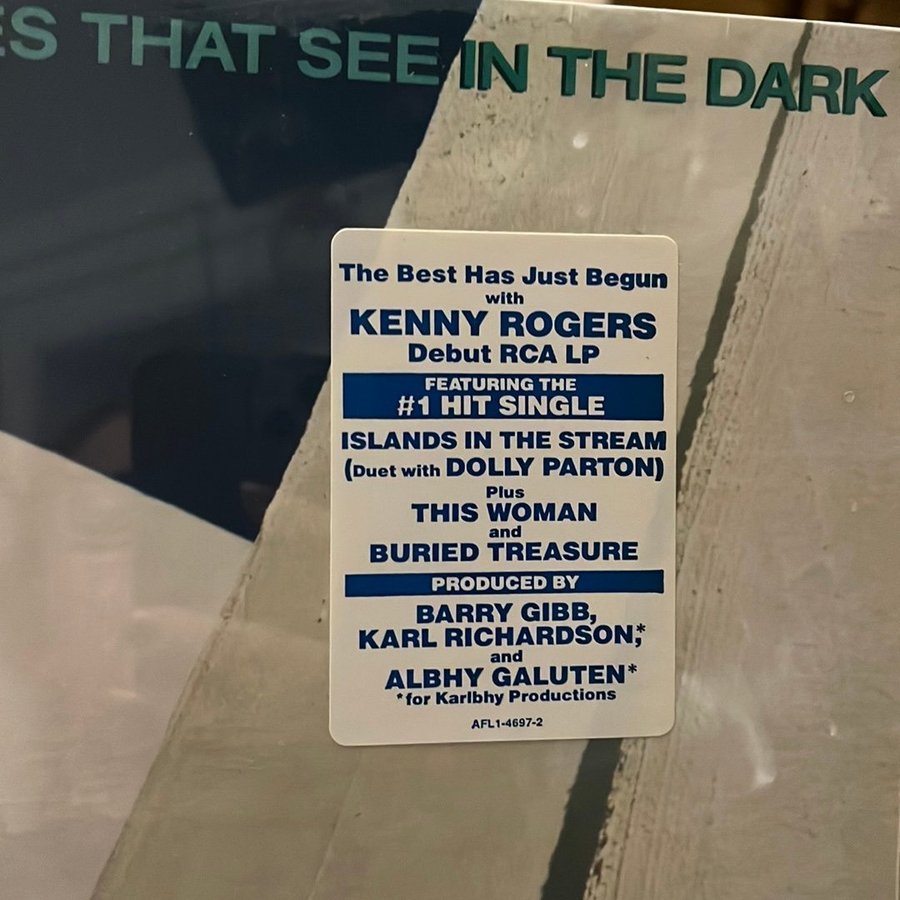 ES THAT SEE IN THE DARK
The Best Has Just Begun
with
KENNY ROGERS
Debut RCA LP
FEATURING THE
#1 HIT SINGLE
ISLANDS IN THE STREAM
(Duet with DOLLY PARTON)
Plus
THIS WOMAN
and
BURIED TREASURE
PRODUCED BY
BARRY GIBB,
KARL RICHARDSON,*
and
ALBHY GALUTEN*
*for Karlbhy Productions
AFL1-4697-2